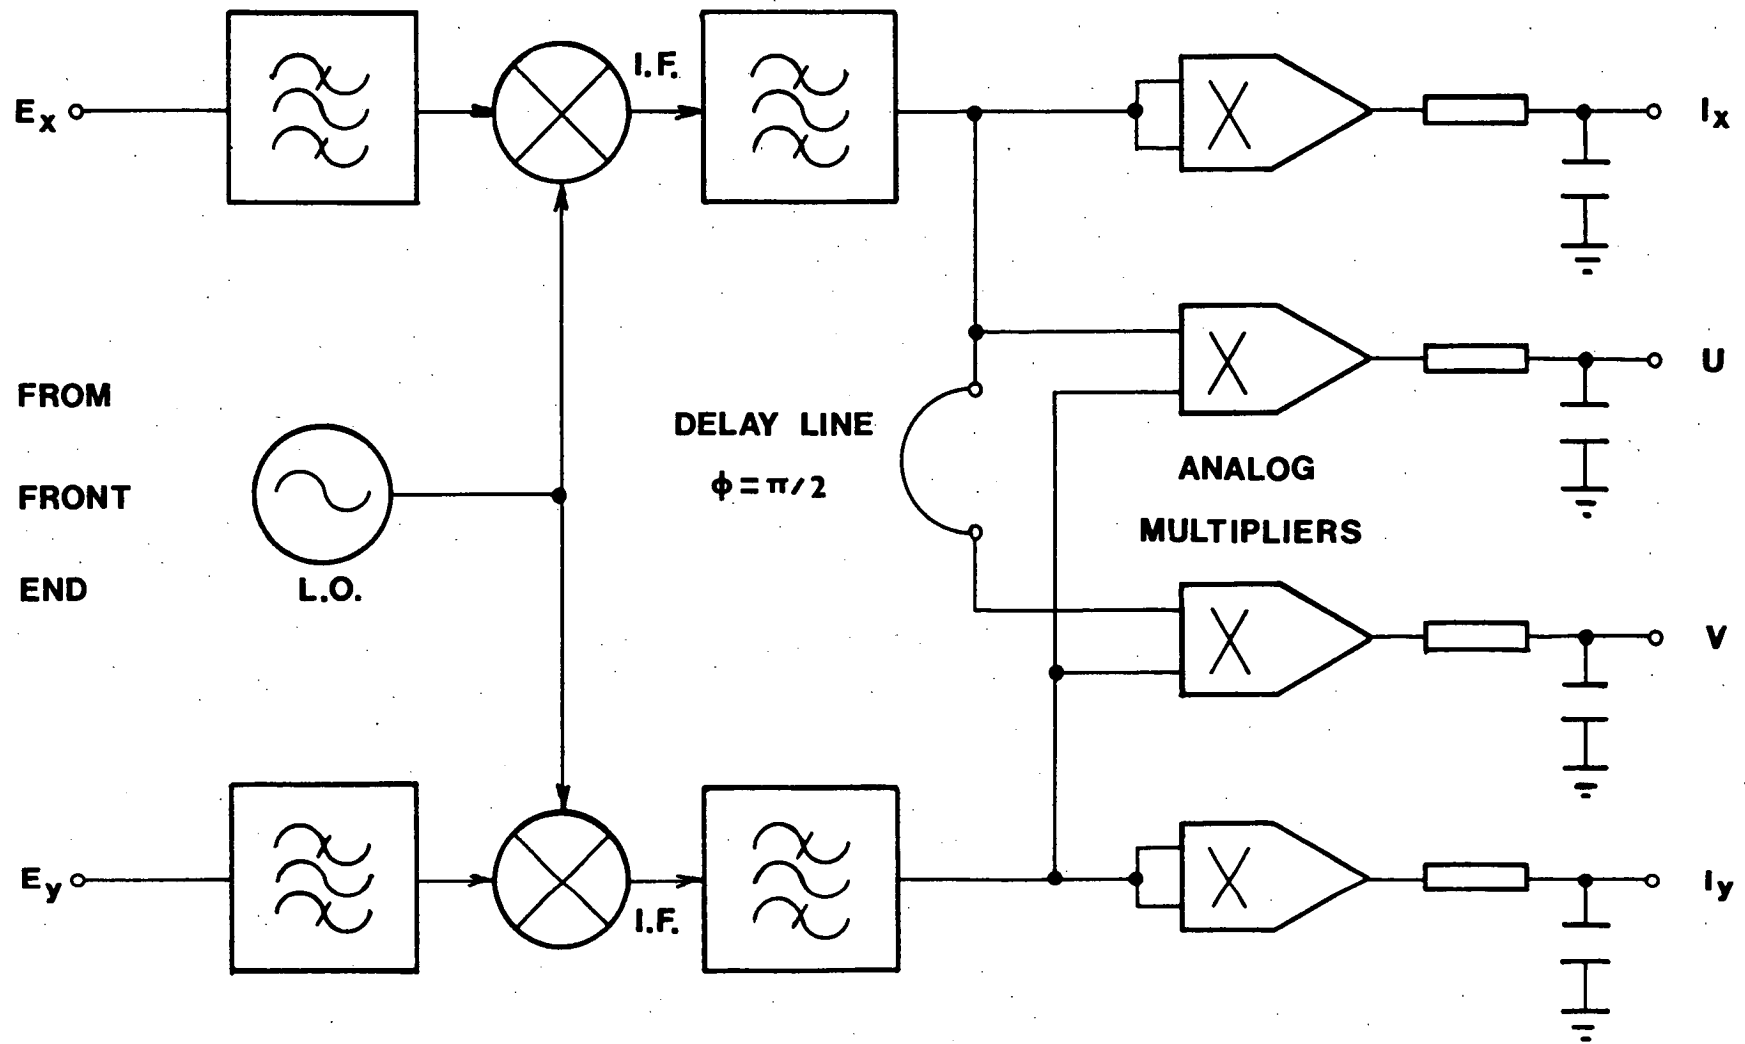 Ex
I.F.
Ix
U
FROM
DELAY LINE
ANALOG
φ = π/2
FRONT
MULTIPLIERS
END
L.O.
V
Ey
I.F.
Iy